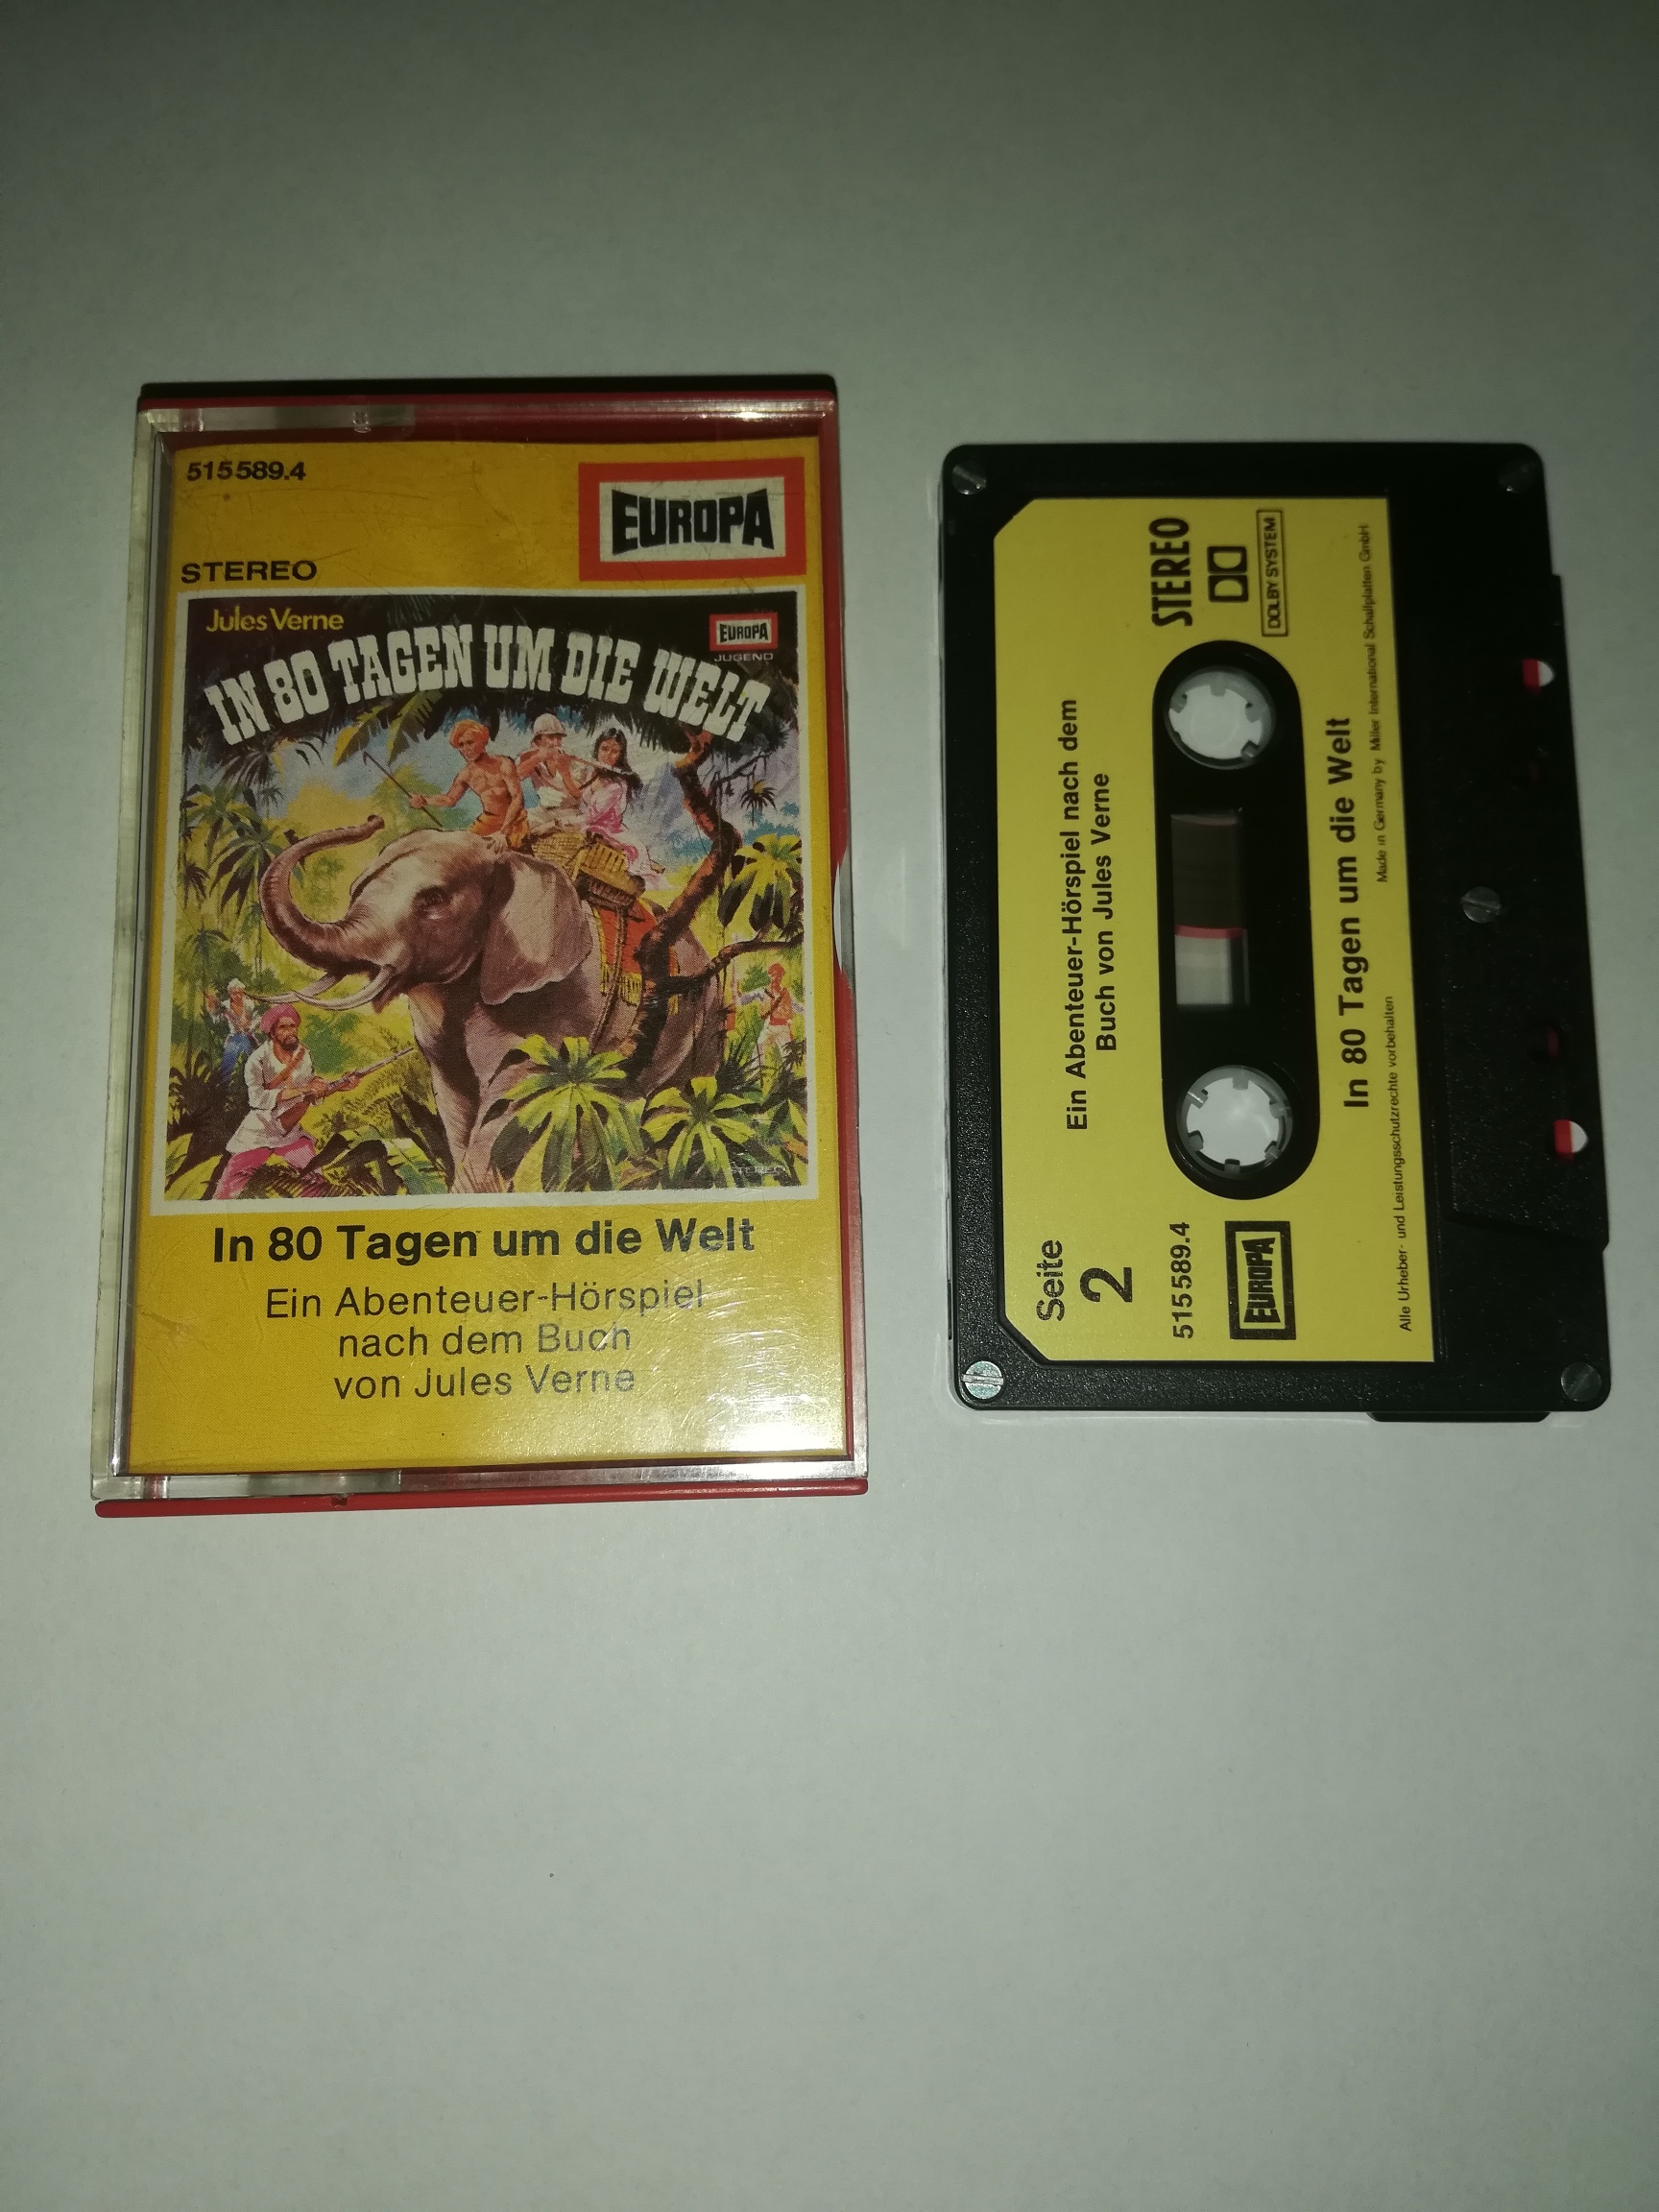 515589.4
EUROPA
STEREO
Jules Verne
EUROPA
JUGEND
IN 80 TAGEN UM DIE WELT
STEREO
In 80 Tagen um die Welt
Ein Abenteuer-Hörspiel
nach dem Buch
von Jules Verne
Seite
2
Ein Abenteuer-Hörspiel nach dem
Buch von Jules Verne
STEREO
DOLBY SYSTEM
515589.4
EUROPA
In 80 Tagen um die Welt
Made in Germany by Miller International Schallplatten GmbH
Alle Urheber- und Leistungsschutzrechte vorbehalten